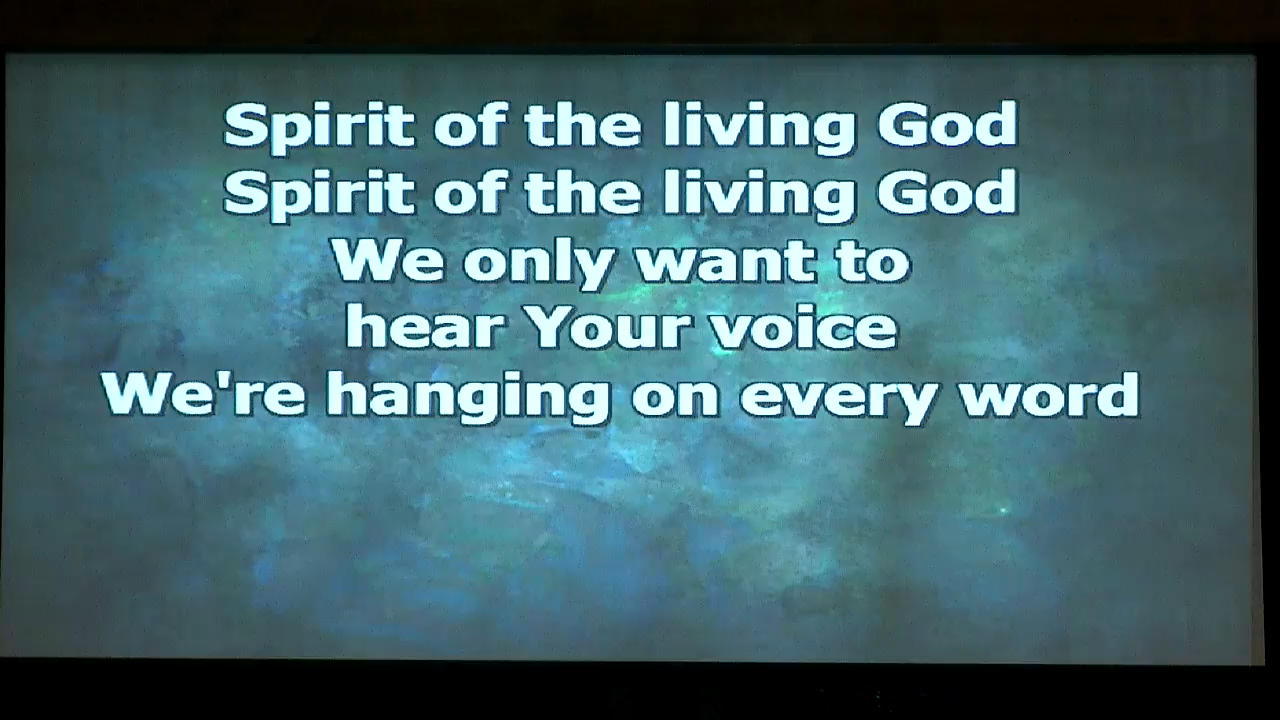 Spirit of the living God
Spirit of the living God
We only want to
hear Your voice
We're hanging on every word